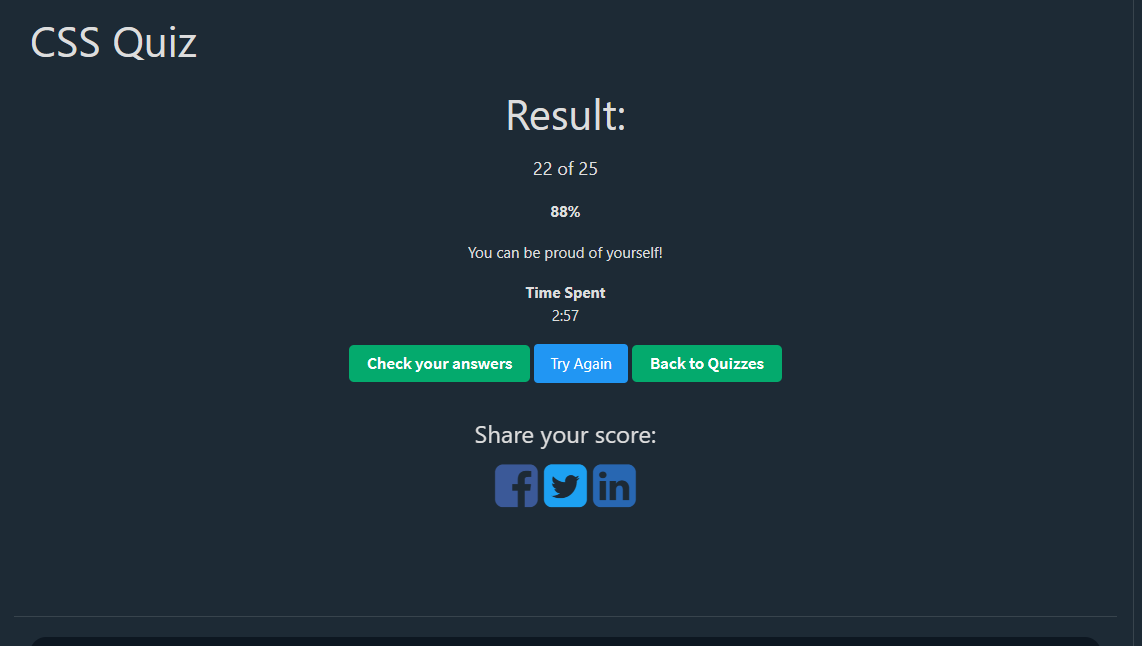 CSS Quiz
Result:
22 of 25
88%
You can be proud of yourself!
Time Spent
2:57
Check your answers Try Again Back to Quizzes
Share your score: